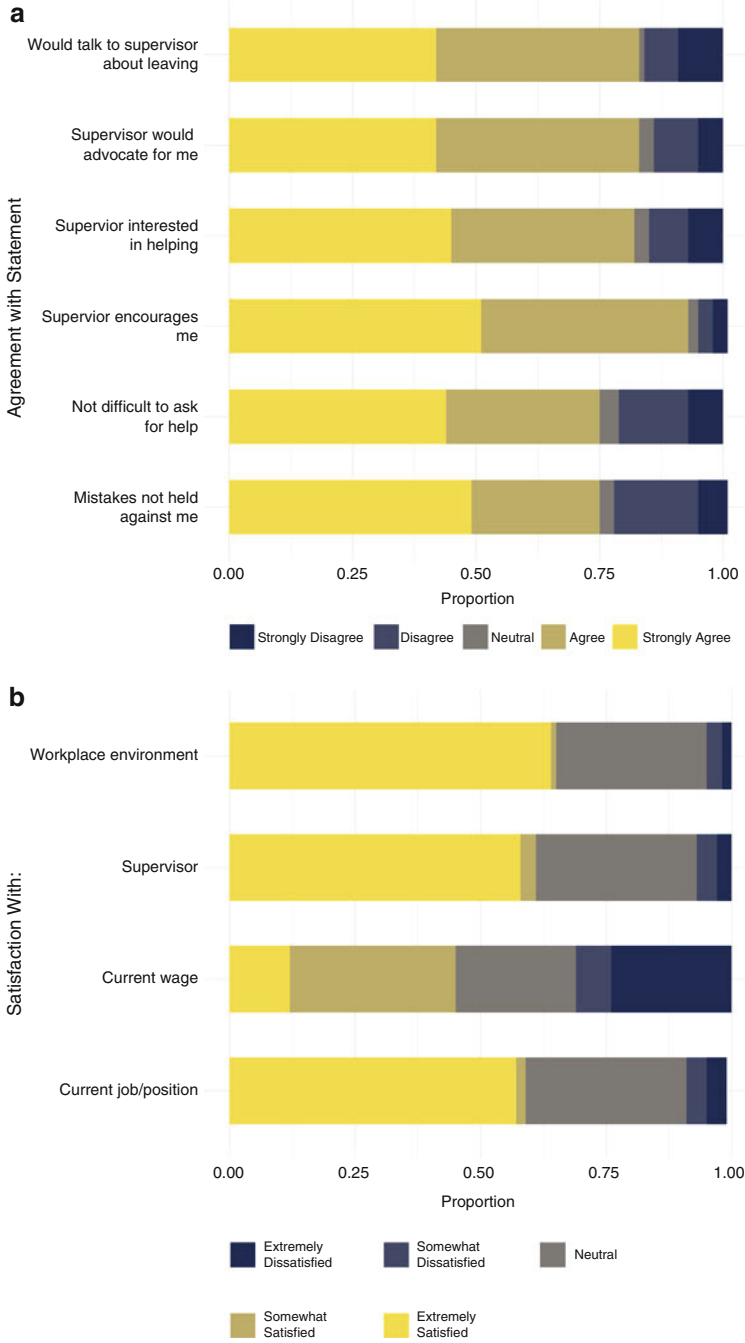 a
Agreement with Statement
Would talk to supervisor
about leaving
Supervisor would
advocate for me
Supervior interested
in helping
Supervior encourages
me
Not difficult to ask
for help
Mistakes not held
against me
0.00 0.25 0.50 0.75 1.00
Proportion
Strongly Disagree Disagree Neutral Agree Strongly Agree
b
Satisfaction With:
Workplace environment
Supervisor
Current wage
Current job/position
0.00 0.25 0.50 0.75 1.00
Proportion
Extremely
Dissatisfied
Somewhat
Dissatisfied
Neutral
Somewhat
Satisfied
Extremely
Satisfied